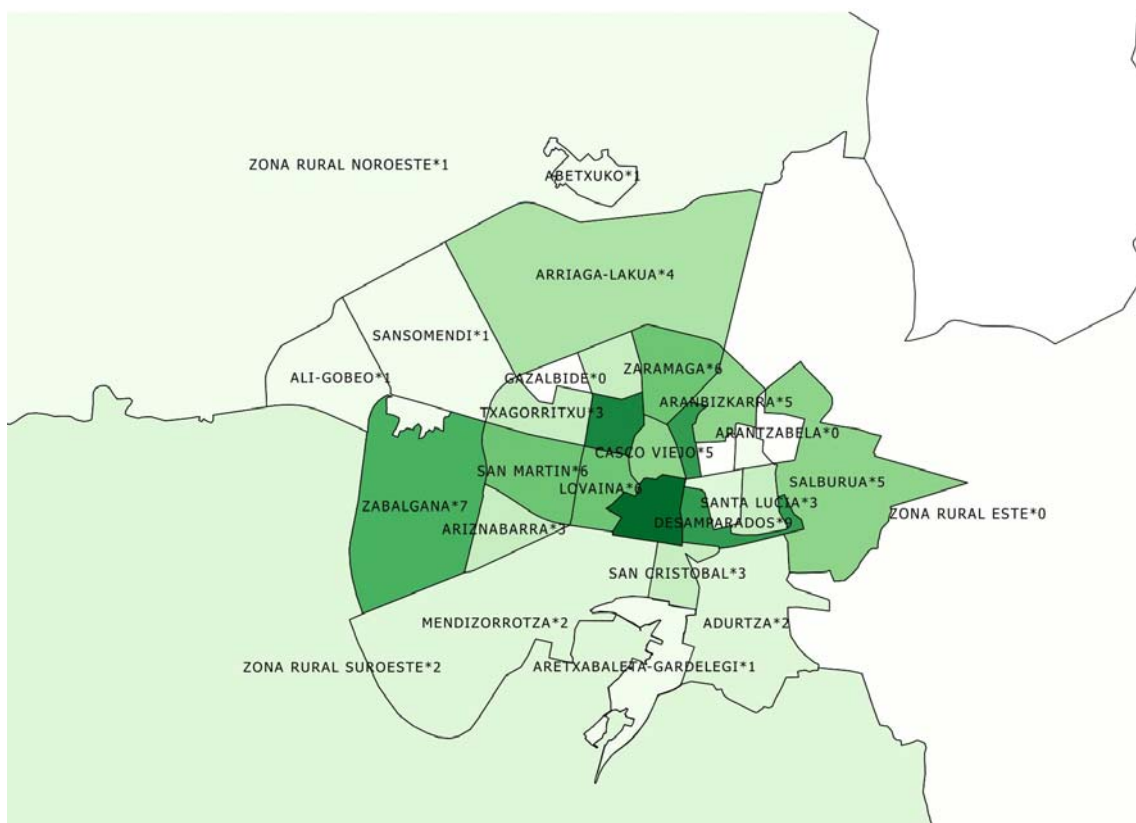 ZONA RURAL NOROESTE*1
ABETXUKO*1
ARRIAGA-LAKUA*4
SANSOMENDI*1
ALI-GOBEO*1
GAZALBIDE*0
ZARAMAGA*6
TXAGORRITXU*3
ARANBIZKARRA*5
ARANTZABELA*0
CASCO VIEJO*5
SAN MARTIN*6
LOVAINA*6
SALBURUA*5
ZABALGANA*7
SANTA LUCIA*3
ZONA RURAL ESTE*0
DESAMPARADOS*9
ARIZNABARRA*3
SAN CRISTOBAL*3
MENDIZORROTZA*2
ADURTZA*2
ZONA RURAL SUROESTE*2
ARETXABALETA-GARDELEGI*1